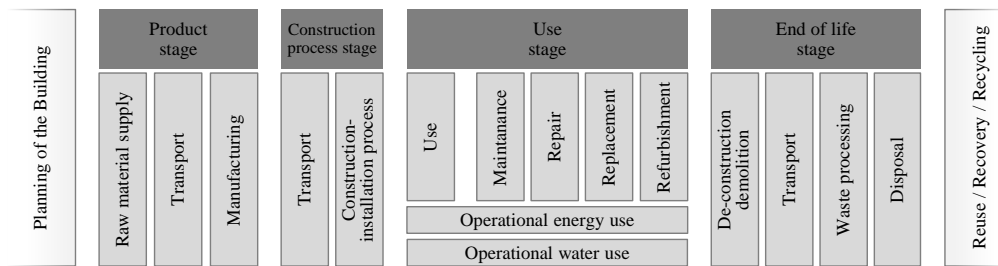 Planning of the Building
Product
stage
Raw material supply
Transport
Manufacturing
Construction
process stage
Transport
Construction-
installation process
Use
stage
Use
Maintanance
Repair
Replacement
Refurbishment
Operational energy use
Operational water use
End of life
stage
De-construction
demolition
Transport
Waste processing
Disposal
Reuse / Recovery / Recycling